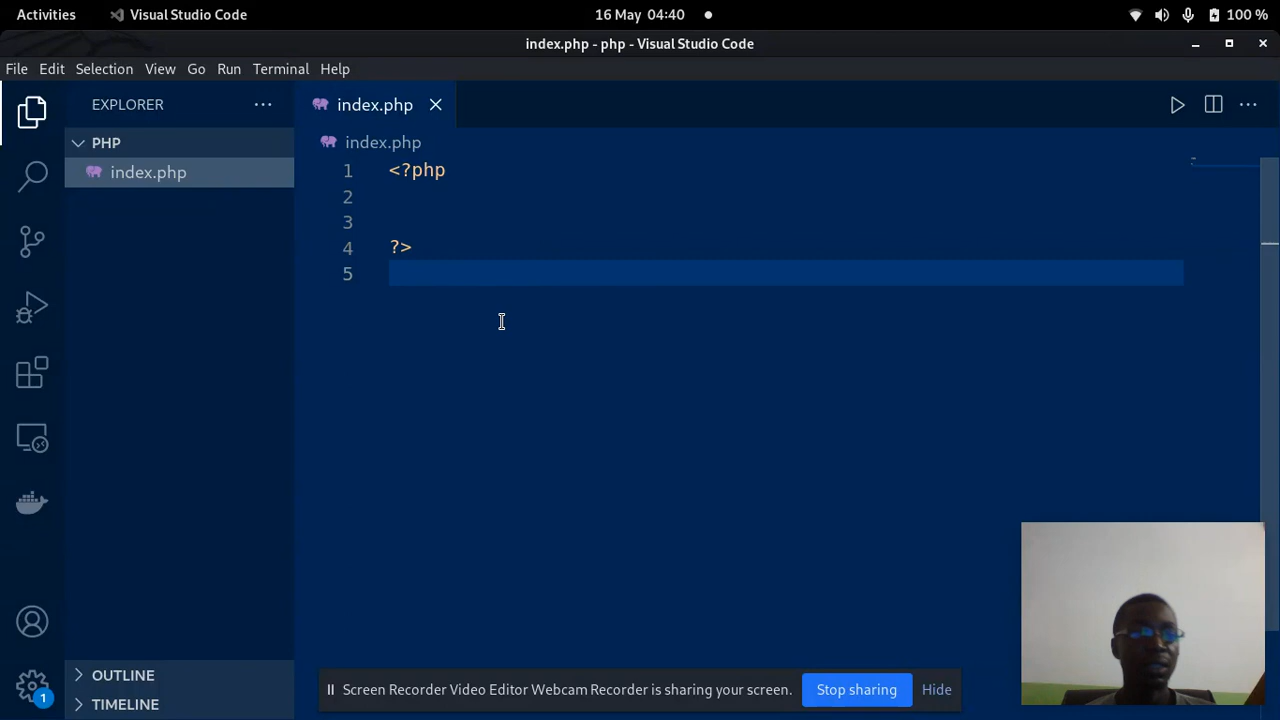 Activities Visual Studio Code 16 May 04:40 100 %
index.php - php - Visual Studio Code
File Edit Selection View Go Run Terminal Help
EXPLORER
PHP
index.php
index.php
index.php
1 <?php
2
3
4 ?>
5
1
OUTLINE
TIMELINE
Screen Recorder Video Editor Webcam Recorder is sharing your screen. Stop sharing Hide